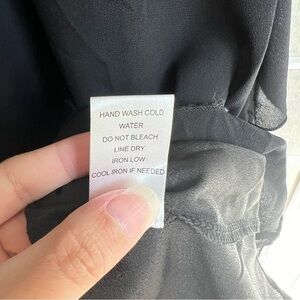 HAND WASH COLD
WATER
DO NOT BLEACH
LINE DRY
IRON LOW
COOL IRON IF NEEDED